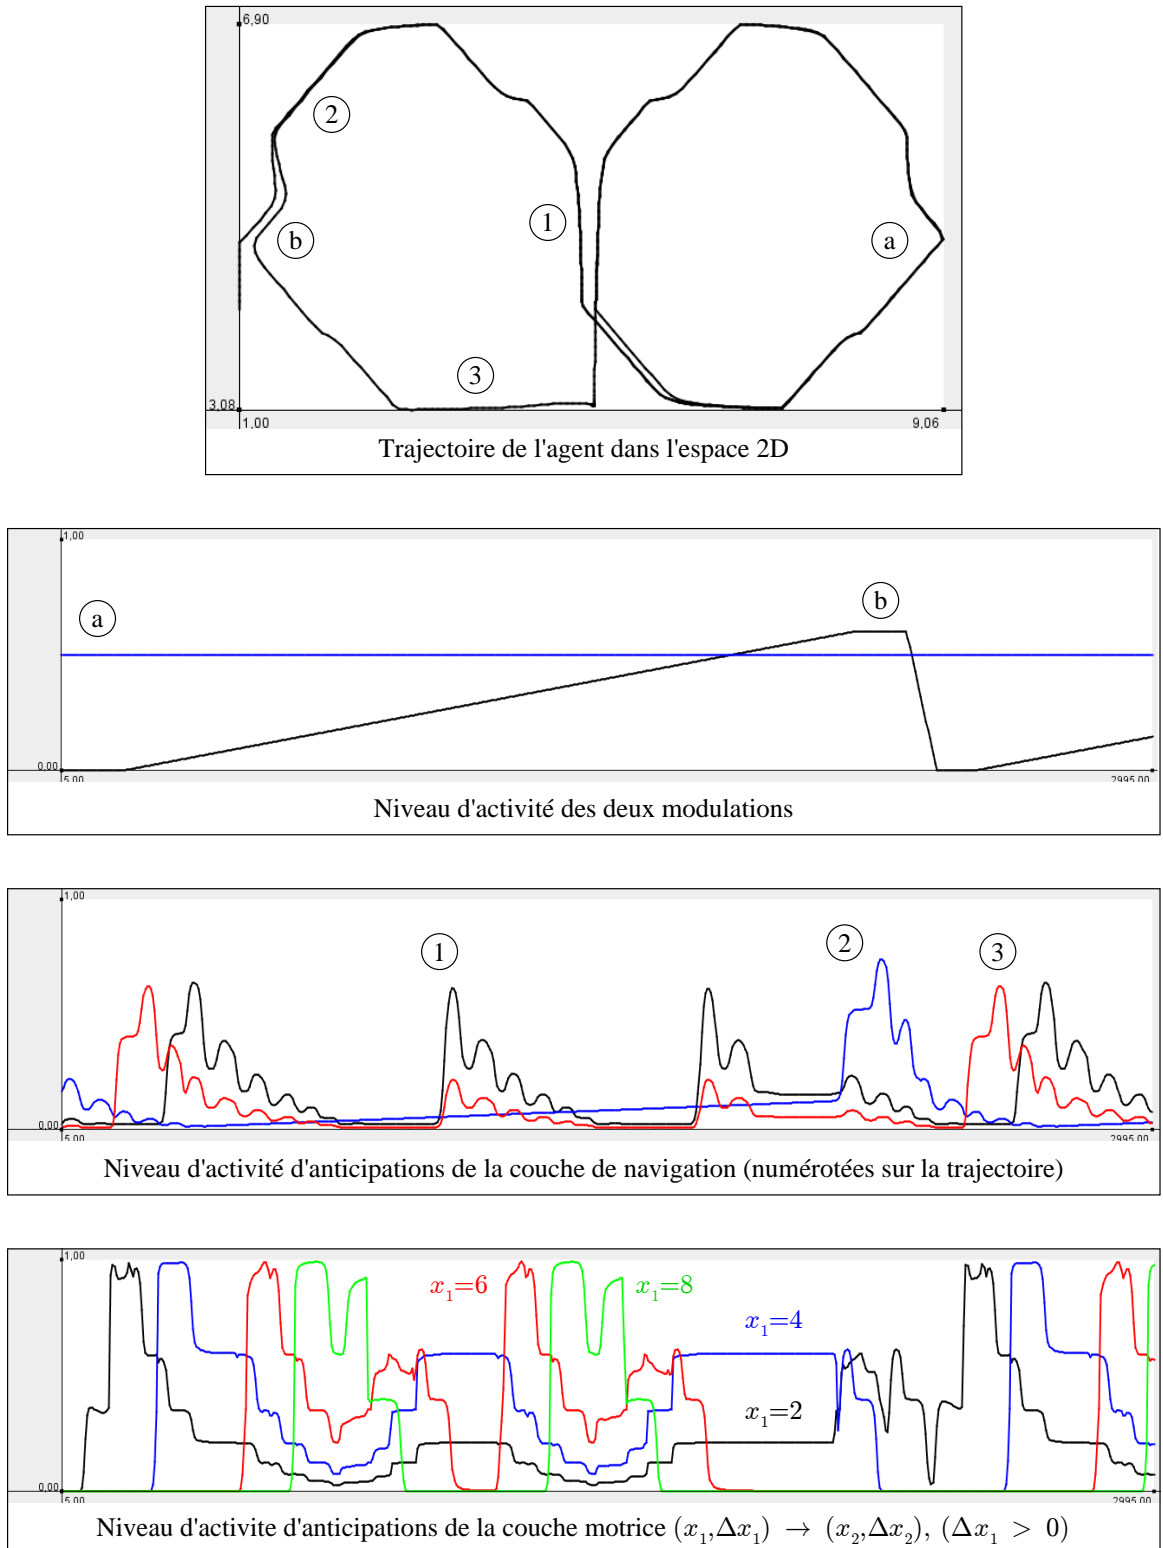 6,90
2
1
b
a
3
3,08
1,00
9,06
Trajectoire de l'agent dans l'espace 2D
1,00
a
b
0,00
5,00
2995,00
Niveau d'activité des deux modulations
1,00
1
2
3
0,00
5,00
2995,00
Niveau d'activité d'anticipations de la couche de navigation (numérotées sur la trajectoire)
1,00
x₁=6
x₁=8
x₁=4
x₁=2
0,00
5,00
2995,00
Niveau d'activite d'anticipations de la couche motrice (x₁,Δx₁) → (x₂,Δx₂), (Δx₁ > 0)